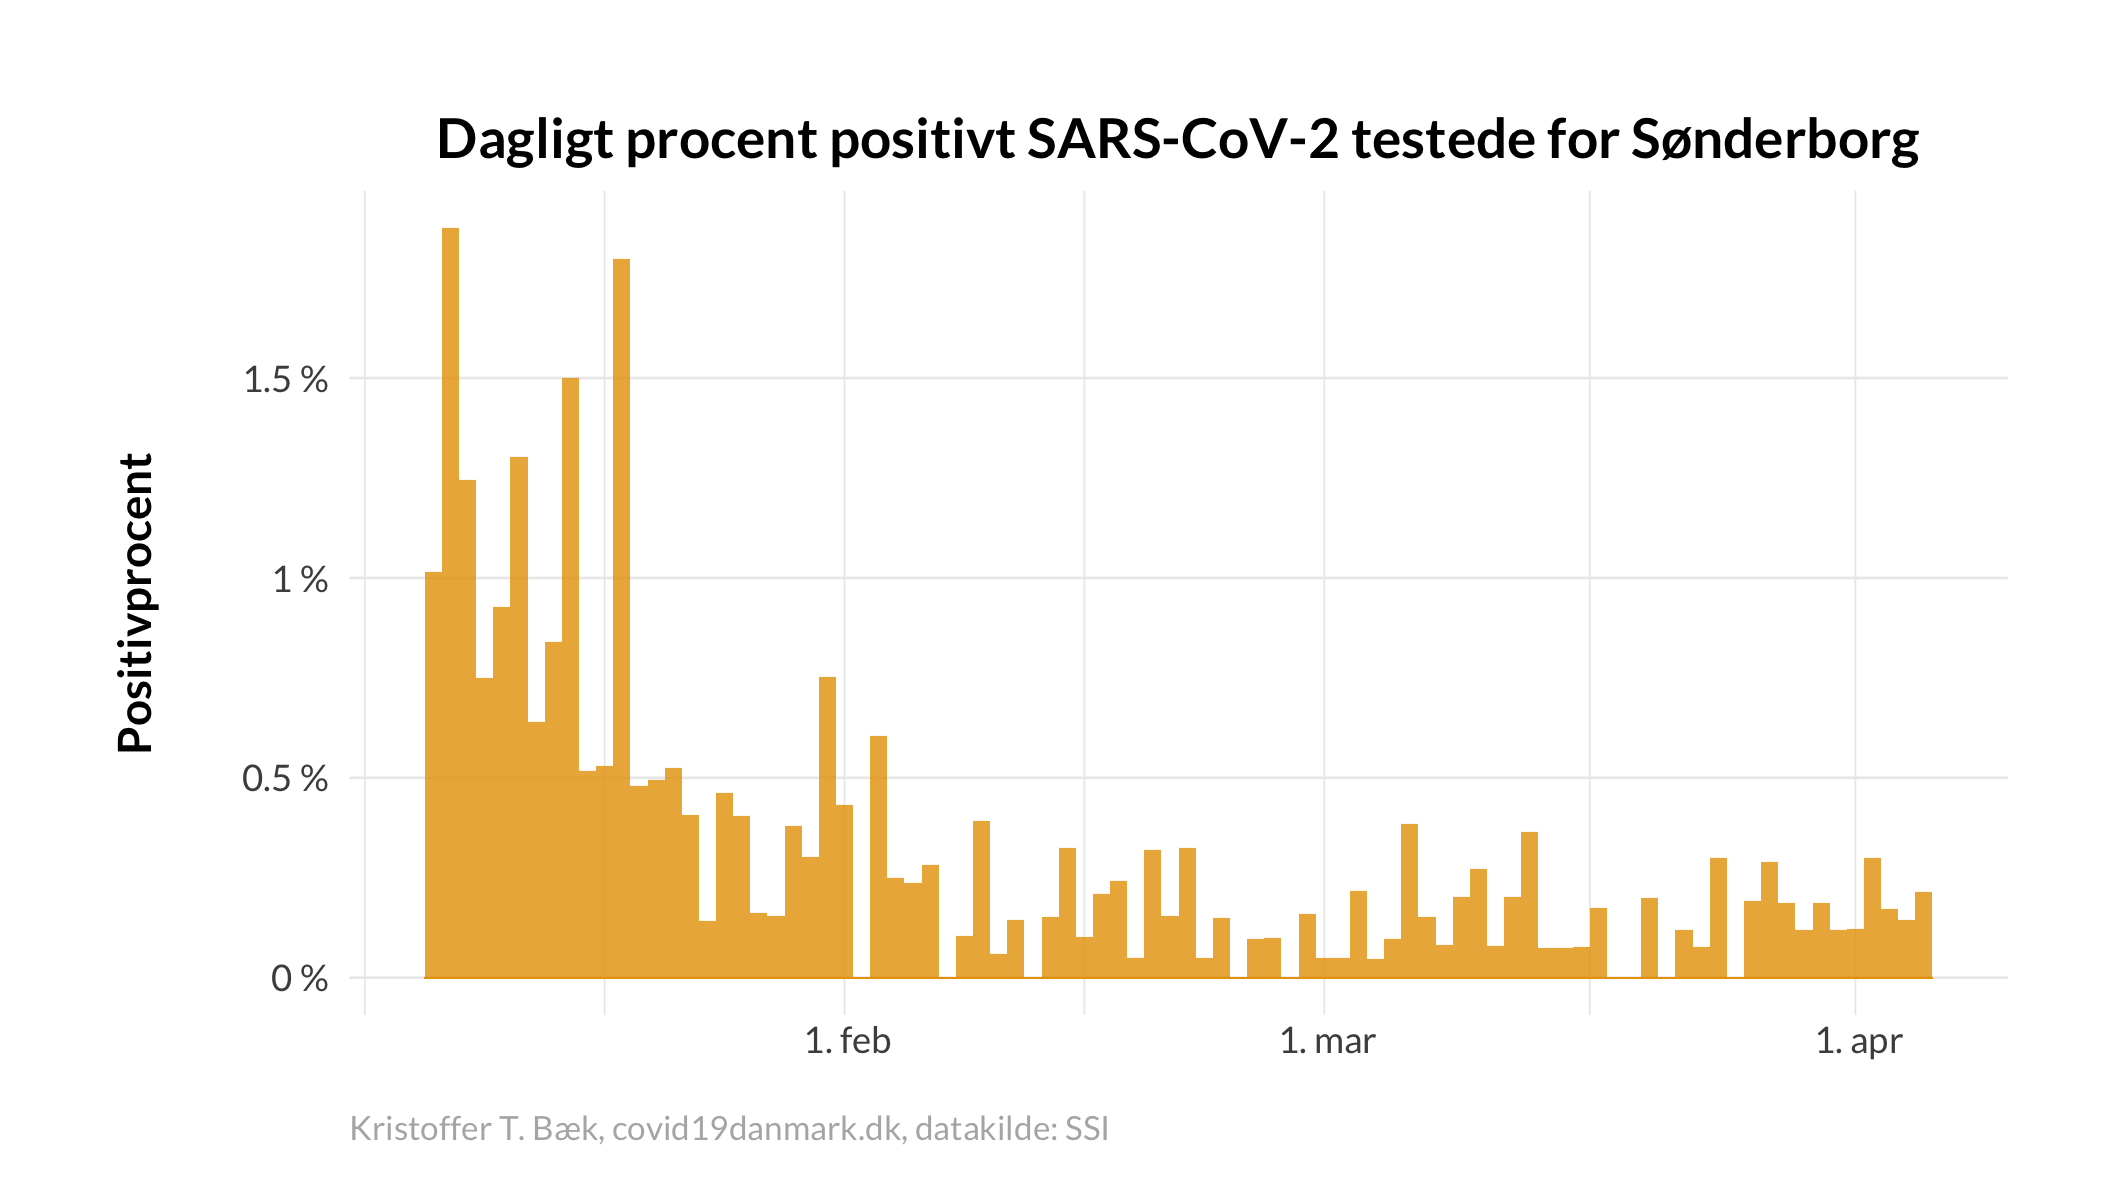 Dagligt procent positivt SARS-CoV-2 testede for Sønderborg
Positivprocent
1.5 %
1 %
0.5 %
0 %
1. feb
1. mar
1. apr
Kristoffer T. Bæk, covid19danmark.dk, datakilde: SSI